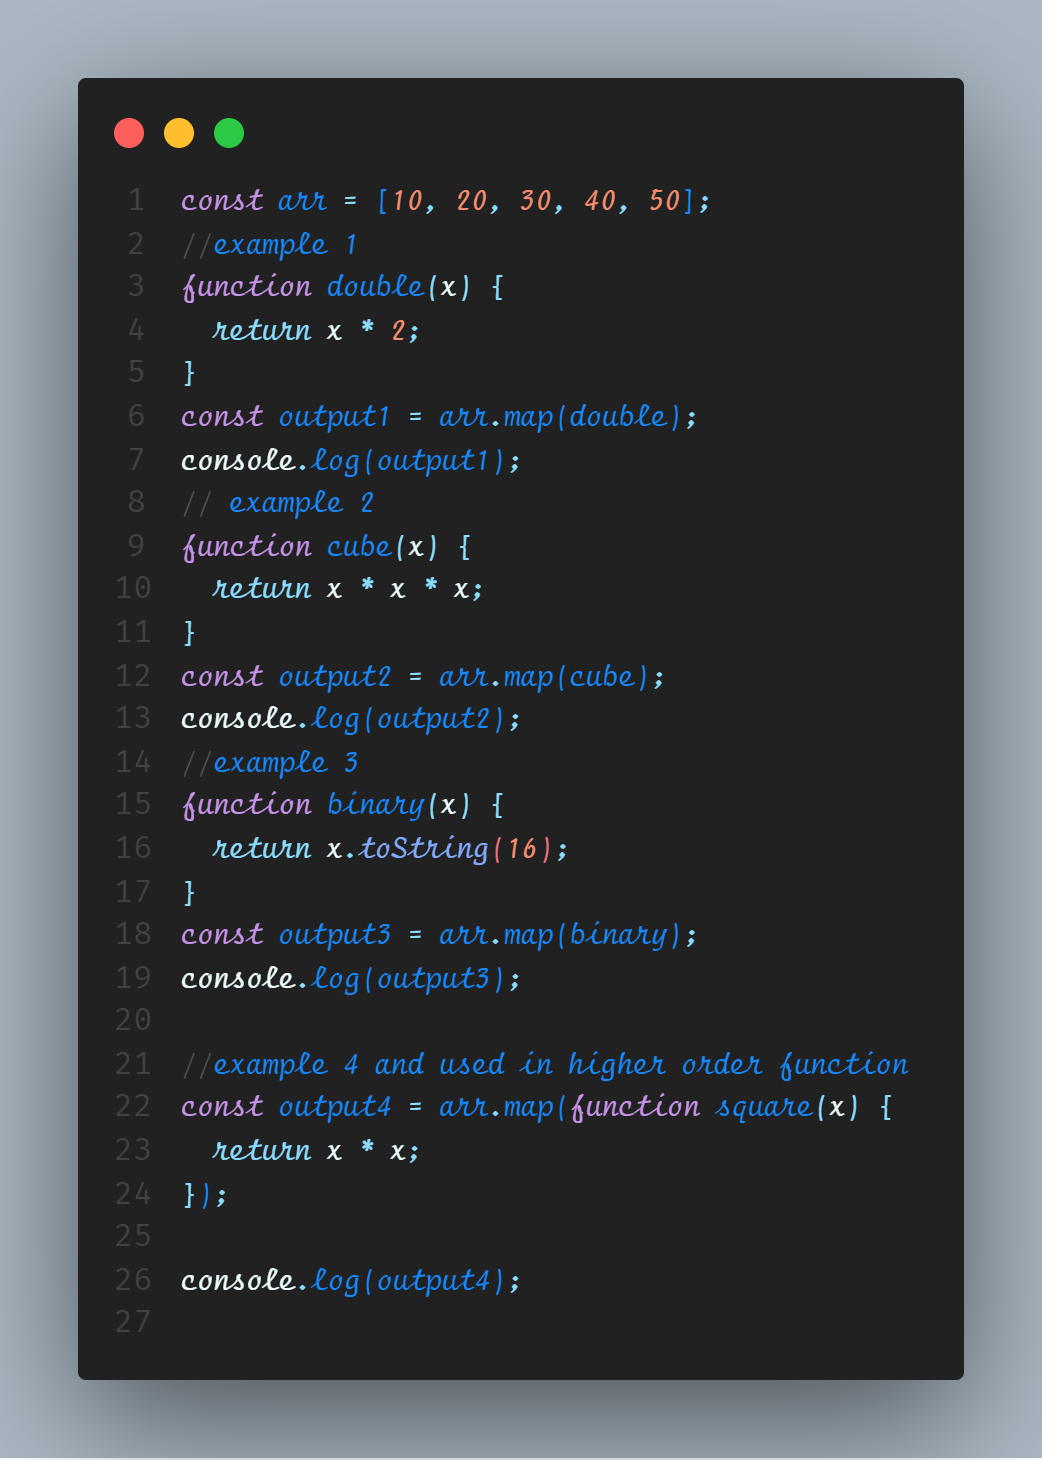 1 const arr = [10, 20, 30, 40, 50];
2 //example 1
3 function double(x) {
4   return x * 2;
5 }
6 const output1 = arr.map(double);
7 console.log(output1);
8 // example 2
9 function cube(x) {
10   return x * x * x;
11 }
12 const output2 = arr.map(cube);
13 console.log(output2);
14 //example 3
15 function binary(x) {
16   return x.toString(16);
17 }
18 const output3 = arr.map(binary);
19 console.log(output3);
20
21 //example 4 and used in higher order function
22 const output4 = arr.map(function square(x) {
23   return x * x;
24 });
25
26 console.log(output4);
27